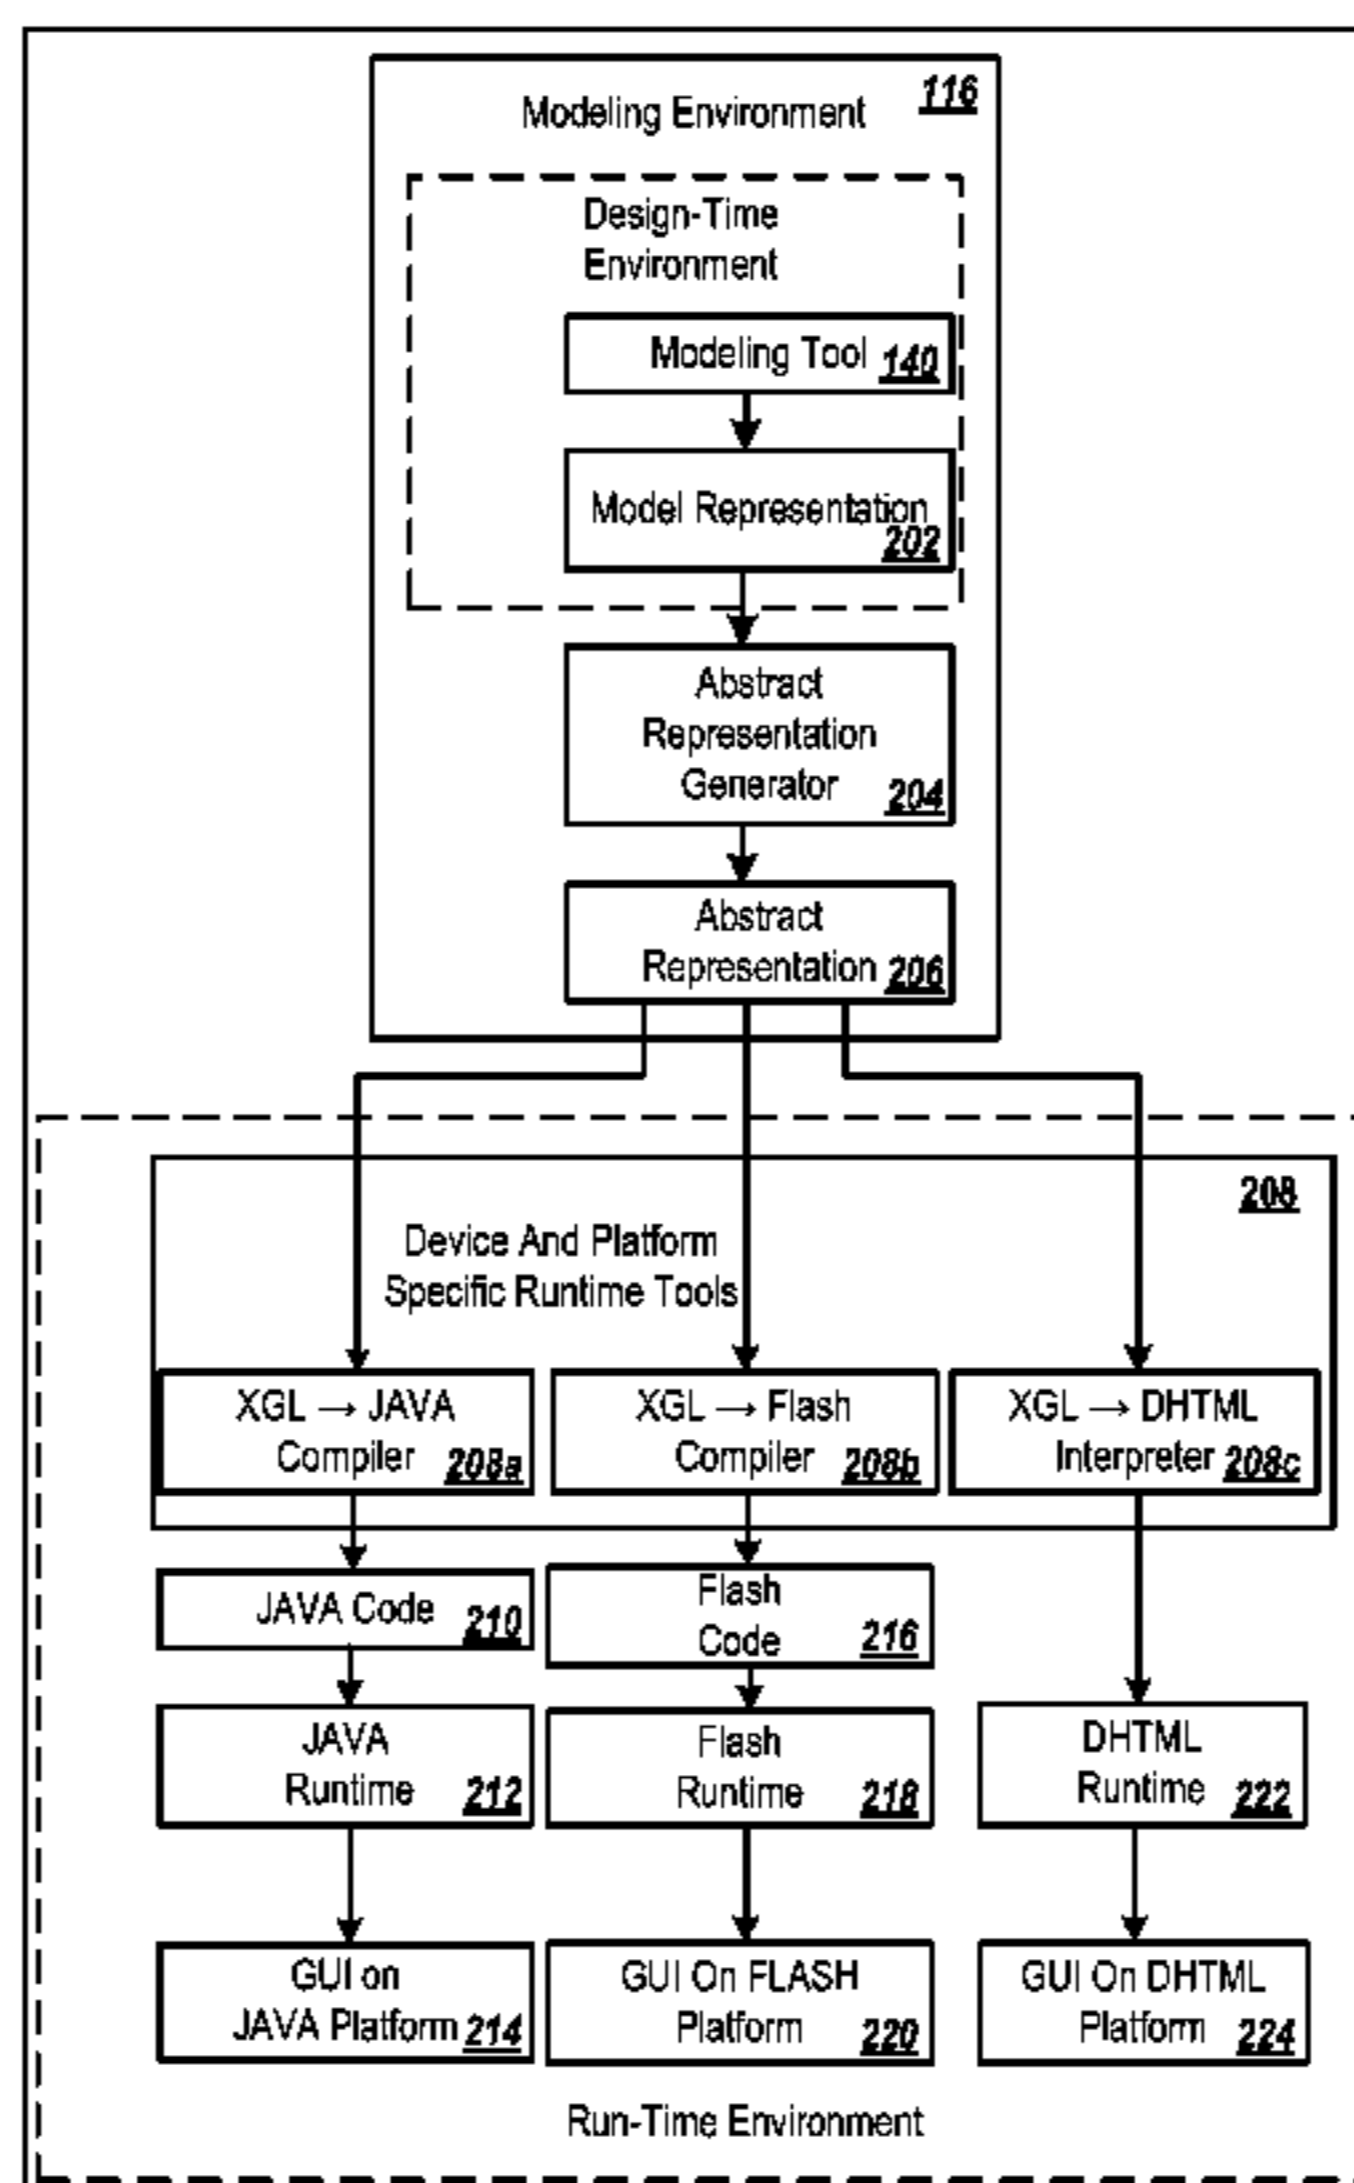 116
Modeling Environment
Design-Time
Environment
Modeling Tool 140
Model Representation
202
Abstract
Representation
Generator 204
Abstract
Representation 206
208
Device And Platform
Specific Runtime Tools
XGL → JAVA
Compiler 208a
XGL → Flash
Compiler 208b
XGL → DHTML
Interpreter 208c
JAVA Code 210
Flash
Code 216
JAVA
Runtime 212
Flash
Runtime 218
DHTML
Runtime 222
GUI on
JAVA Platform 214
GUI On FLASH
Platform 220
GUI On DHTML
Platform 224
Run-Time Environment